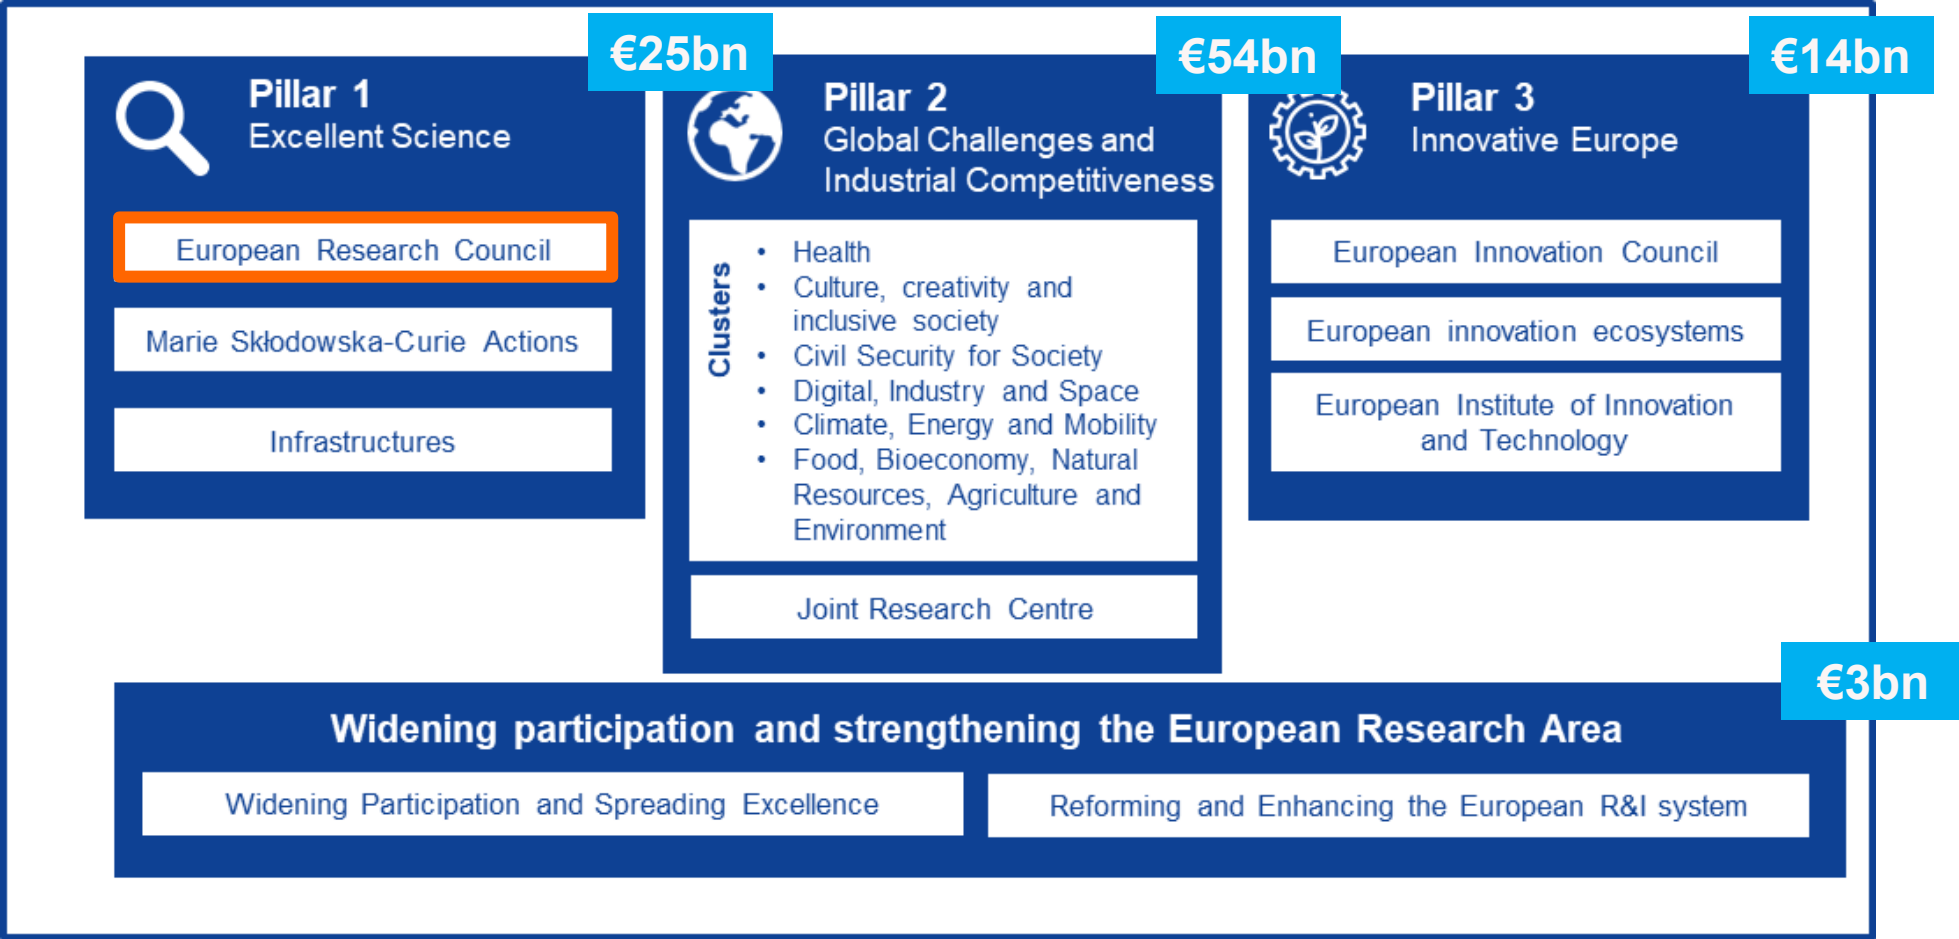 €25bn
Pillar 1
Excellent Science
European Research Council
Marie Skłodowska-Curie Actions
Infrastructures
€54bn
Pillar 2
Global Challenges and
Industrial Competitiveness
Clusters
• Health
• Culture, creativity and
inclusive society
• Civil Security for Society
• Digital, Industry and Space
• Climate, Energy and Mobility
• Food, Bioeconomy, Natural
Resources, Agriculture and
Environment
Joint Research Centre
€14bn
Pillar 3
Innovative Europe
European Innovation Council
European innovation ecosystems
European Institute of Innovation
and Technology
€3bn
Widening participation and strengthening the European Research Area
Widening Participation and Spreading Excellence
Reforming and Enhancing the European R&I system